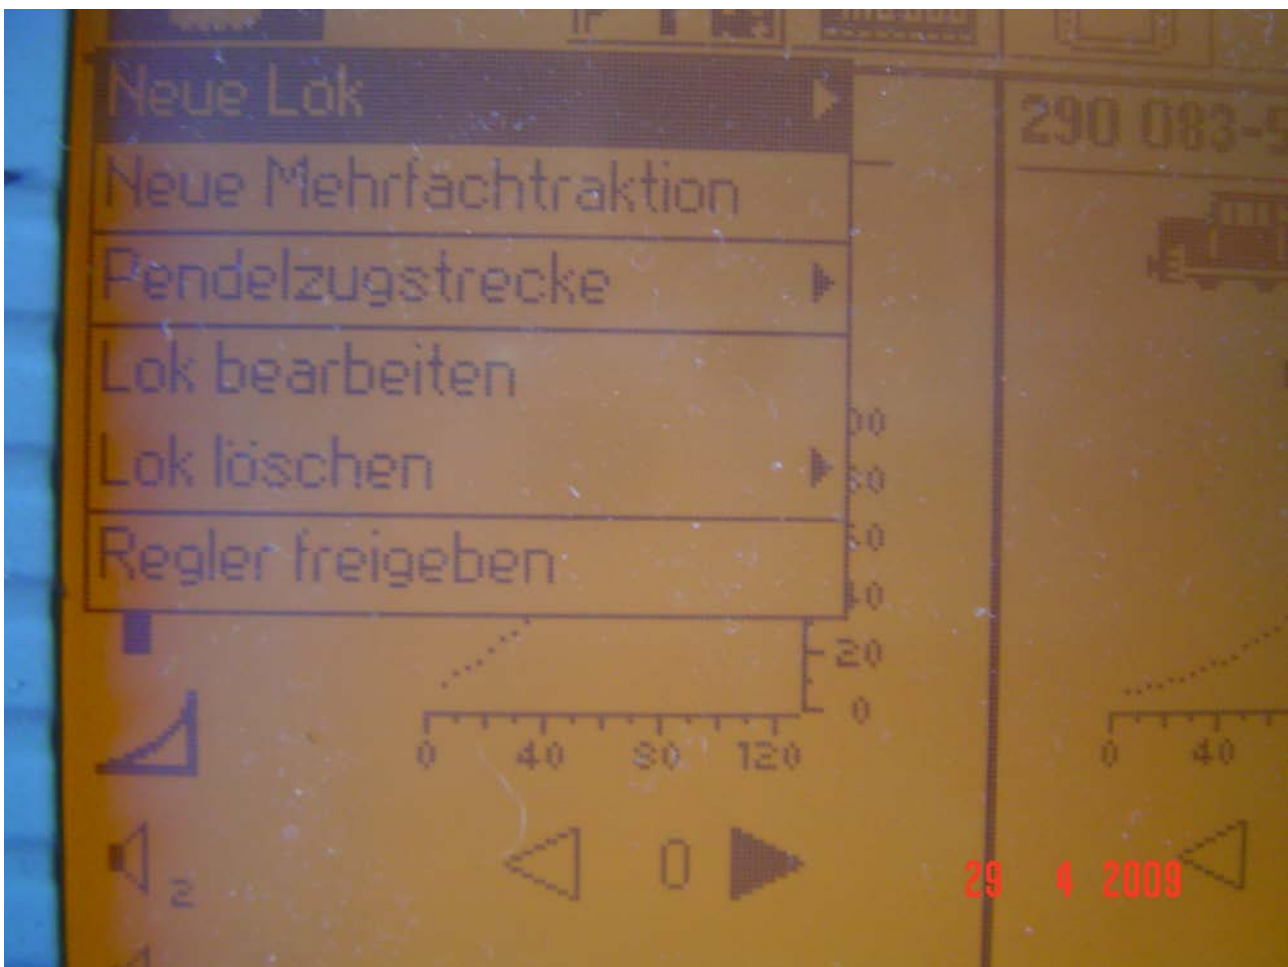 Neue Lok
290 083-
Neue Mehrfachtraktion
Pendelzugstrecke
Lok bearbeiten
Lok löschen
Regler freigeben
20
0
0 40 80 120
0 40
2
0
29 4 2009